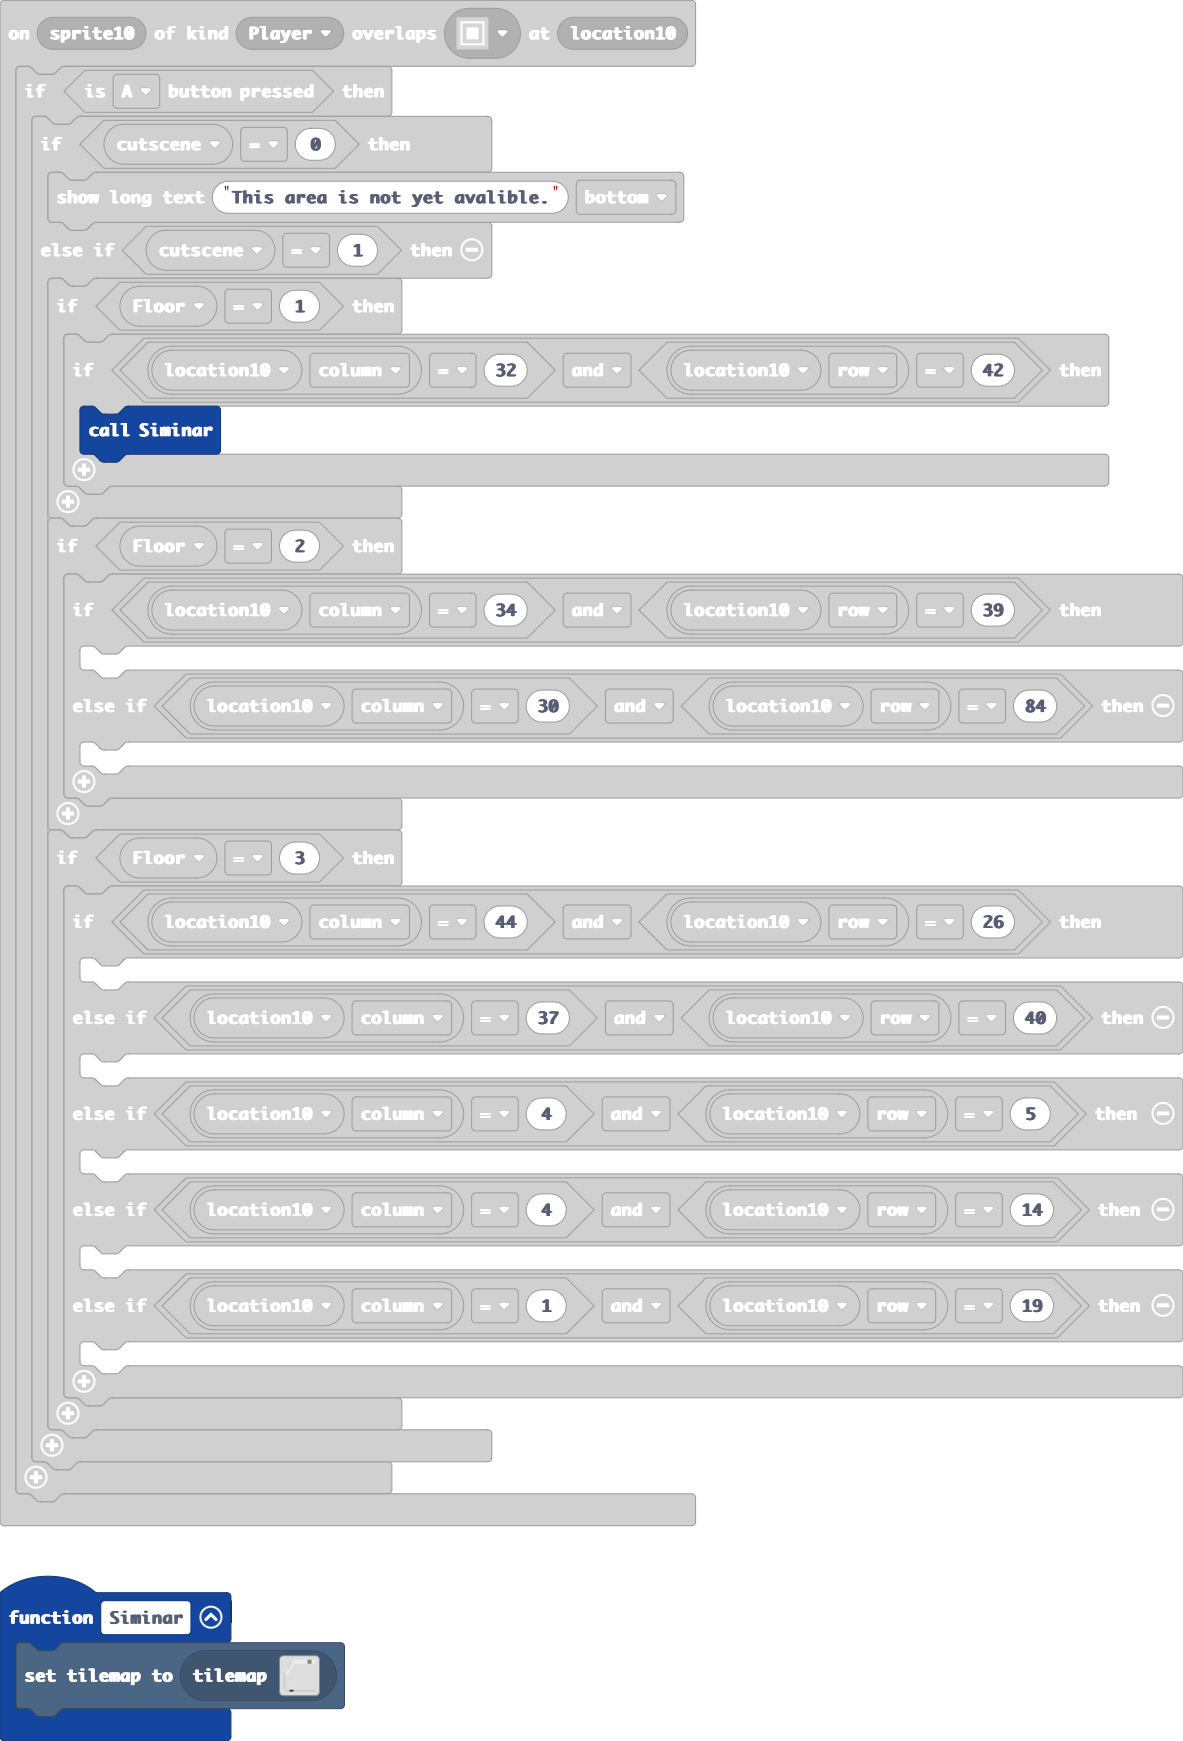 on sprite10 of kind Player overlaps at location10
if is A button pressed then
if cutscene = 0 then
show long text "This area is not yet avalible." bottom
else if cutscene = 1 then
if Floor = 1 then
if location10 column = 32 and location10 row = 42 then
call Siminar
if Floor = 2 then
if location10 column = 34 and location10 row = 39 then
else if location10 column = 30 and location10 row = 84 then
if Floor = 3 then
if location10 column = 44 and location10 row = 26 then
else if location10 column = 37 and location10 row = 40 then
else if location10 column = 4 and location10 row = 5 then
else if location10 column = 4 and location10 row = 14 then
else if location10 column = 1 and location10 row = 19 then
function Siminar
set tilemap to tilemap